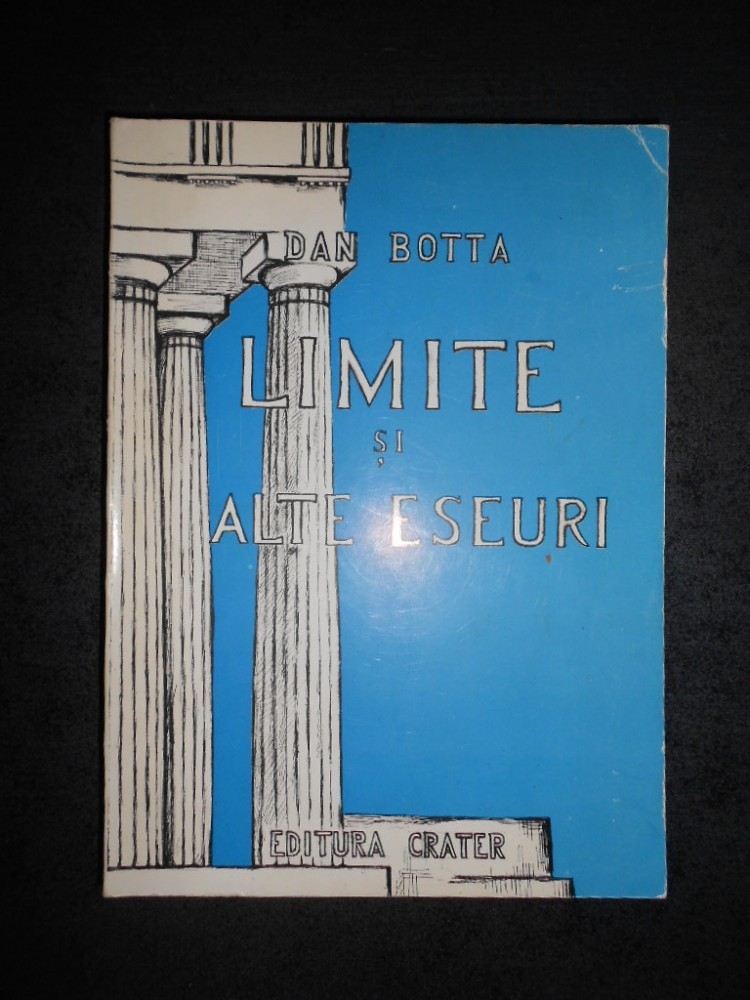 DAN BOTTA
LIMITE
ȘI
ALTE ESEURI
EDITURA CRATER